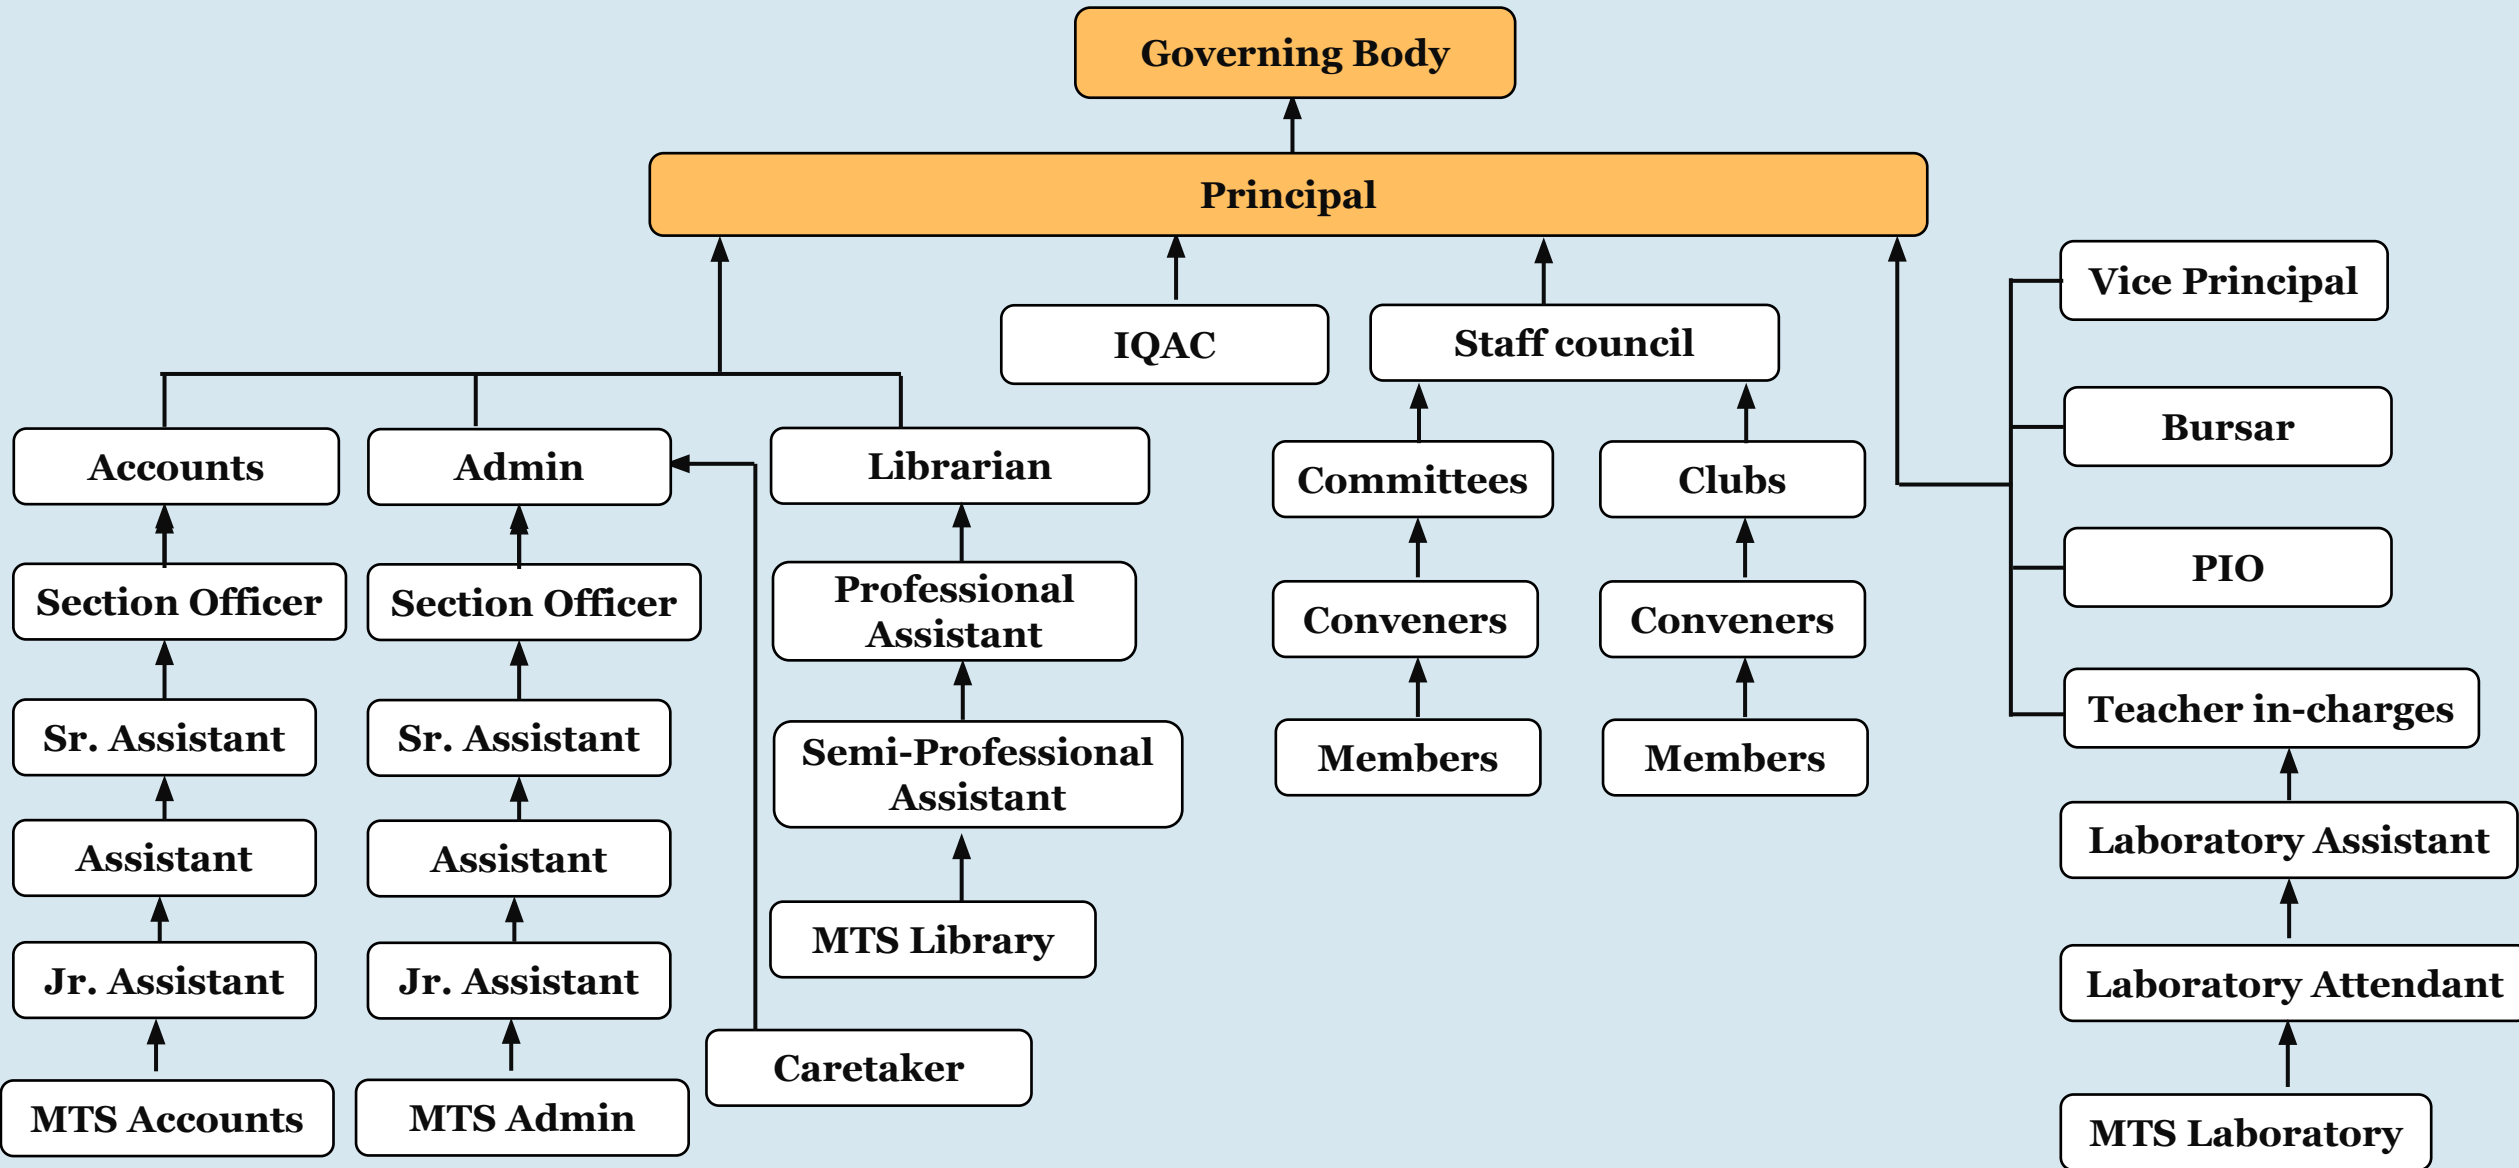 Governing Body
Principal
Vice Principal
IQAC
Staff council
Bursar
Accounts
Admin
Librarian
Committees
Clubs
PIO
Section Officer
Section Officer
Professional
Assistant
Conveners
Conveners
Teacher in-charges
Sr. Assistant
Sr. Assistant
Semi-Professional
Assistant
Members
Members
Laboratory Assistant
Assistant
Assistant
MTS Library
Jr. Assistant
Jr. Assistant
Laboratory Attendant
Caretaker
MTS Accounts
MTS Admin
MTS Laboratory